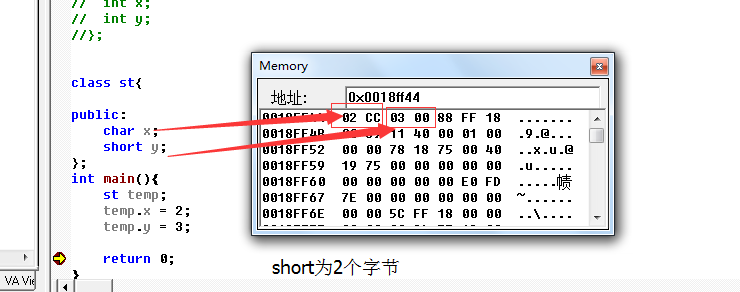 // int x;
// int y;
//};
class st{
public:
char x;
short y;
};
int main(){
st temp;
temp.x = 2;
temp.y = 3;
return 0;
}
VA Vie
Memory
地址: 0x0018ff44
02 CC 03 00 88 FF 18 .......
0018FF4B 11 40 00 01 00 .9.@...
0018FF52 00 00 78 18 75 00 40 ..x.u.@
0018FF59 19 75 00 00 00 00 00 .u.....
0018FF60 00 00 00 00 00 E0 FD .....帻
0018FF67 7E 00 00 00 00 00 00 ~......
0018FF6E 00 00 5C FF 18 00 00 ..\....
short为2个字节